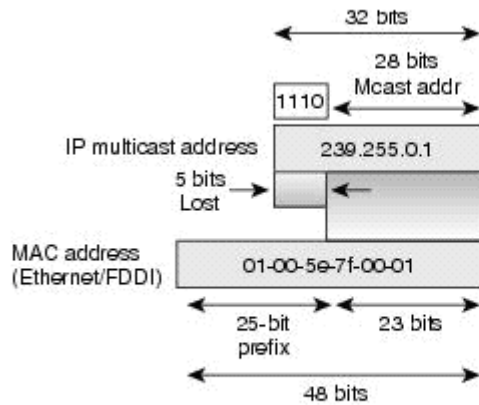 32 bits
28 bits
Mcast addr
1110
IP multicast address
239.255.0.1
5 bits
Lost
MAC address
(Ethernet/FDDI)
01-00-5e-7f-00-01
25-bit
prefix
23 bits
48 bits